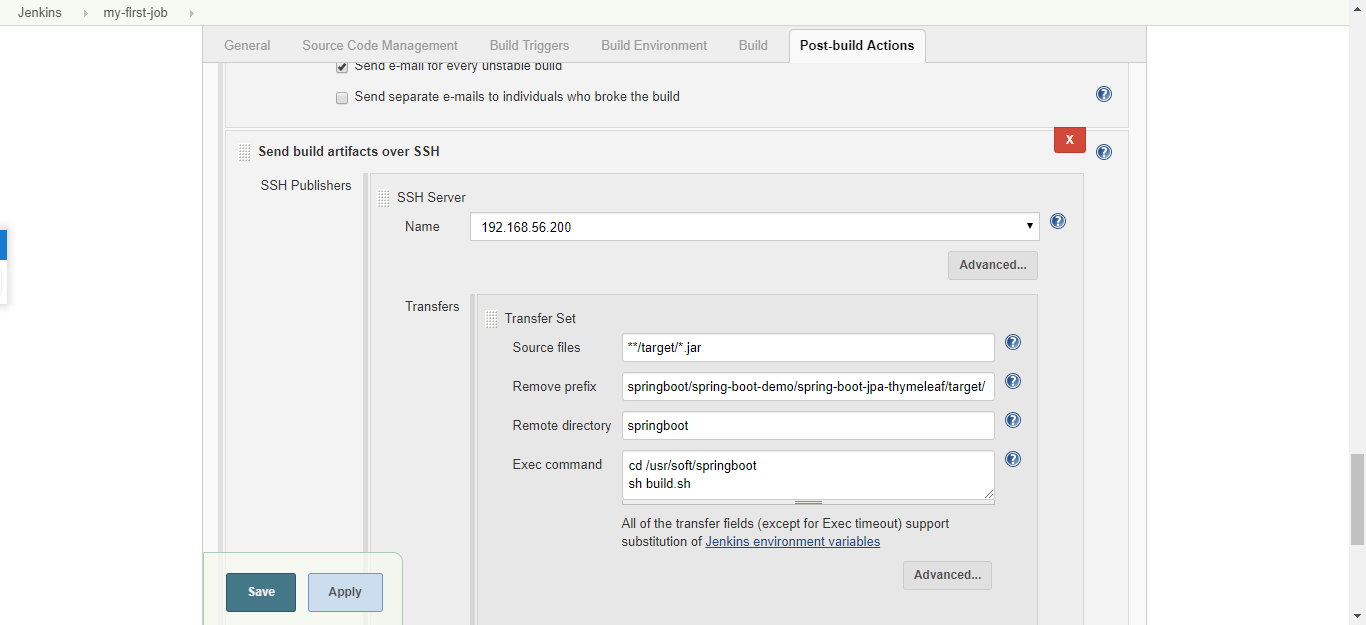 Jenkins my-first-job
General Source Code Management Build Triggers Build Environment Build Post-build Actions
Send e-mail for every unstable build
Send separate e-mails to individuals who broke the build
X
Send build artifacts over SSH
SSH Publishers
SSH Server
Name 192.168.56.200
Advanced...
Transfers
Transfer Set
Source files **/target/*.jar
Remove prefix springboot/spring-boot-demo/spring-boot-jpa-thymeleaf/target/
Remote directory springboot
Exec command cd /usr/soft/springboot
sh build.sh
All of the transfer fields (except for Exec timeout) support
substitution of Jenkins environment variables
Advanced...
Save Apply